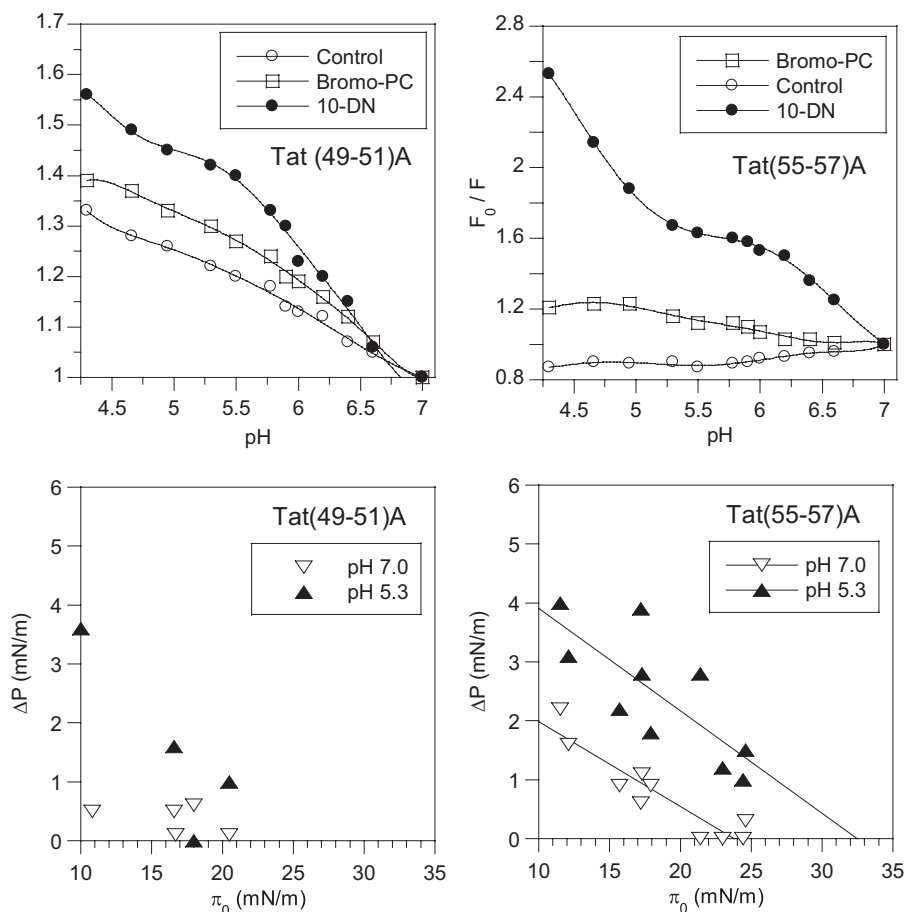 1.7
1.6
1.5
1.4
1.3
1.2
1.1
1
4.5 5 5.5 6 6.5 7
pH
Control
Bromo-PC
10-DN
Tat (49-51)A
2.8
2.4
2
1.6
1.2
0.8
F0 / F
4.5 5 5.5 6 6.5 7
pH
Bromo-PC
Control
10-DN
Tat(55-57)A
6
5
4
3
2
1
0
ΔP (mN/m)
10 15 20 25 30 35
π0 (mN/m)
Tat(49-51)A
pH 7.0
pH 5.3
6
5
4
3
2
1
0
ΔP (mN/m)
10 15 20 25 30 35
π0 (mN/m)
Tat(55-57)A
pH 7.0
pH 5.3